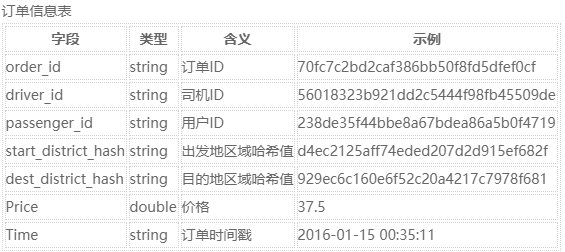 订单信息表
字段 类型 含义 示例
order_id string 订单ID 70fc7c2bd2caf386bb50f8fd5dfef0cf
driver_id string 司机ID 56018323b921dd2c5444f98fb45509de
passenger_id string 用户ID 238de35f44bbe8a67bdea86a5b0f4719
start_district_hash string 出发地区域哈希值 d4ec2125aff74eded207d2d915ef682f
dest_district_hash string 目的地区域哈希值 929ec6c160e6f52c20a4217c7978f681
Price double 价格 37.5
Time string 订单时间戳 2016-01-15 00:35:11